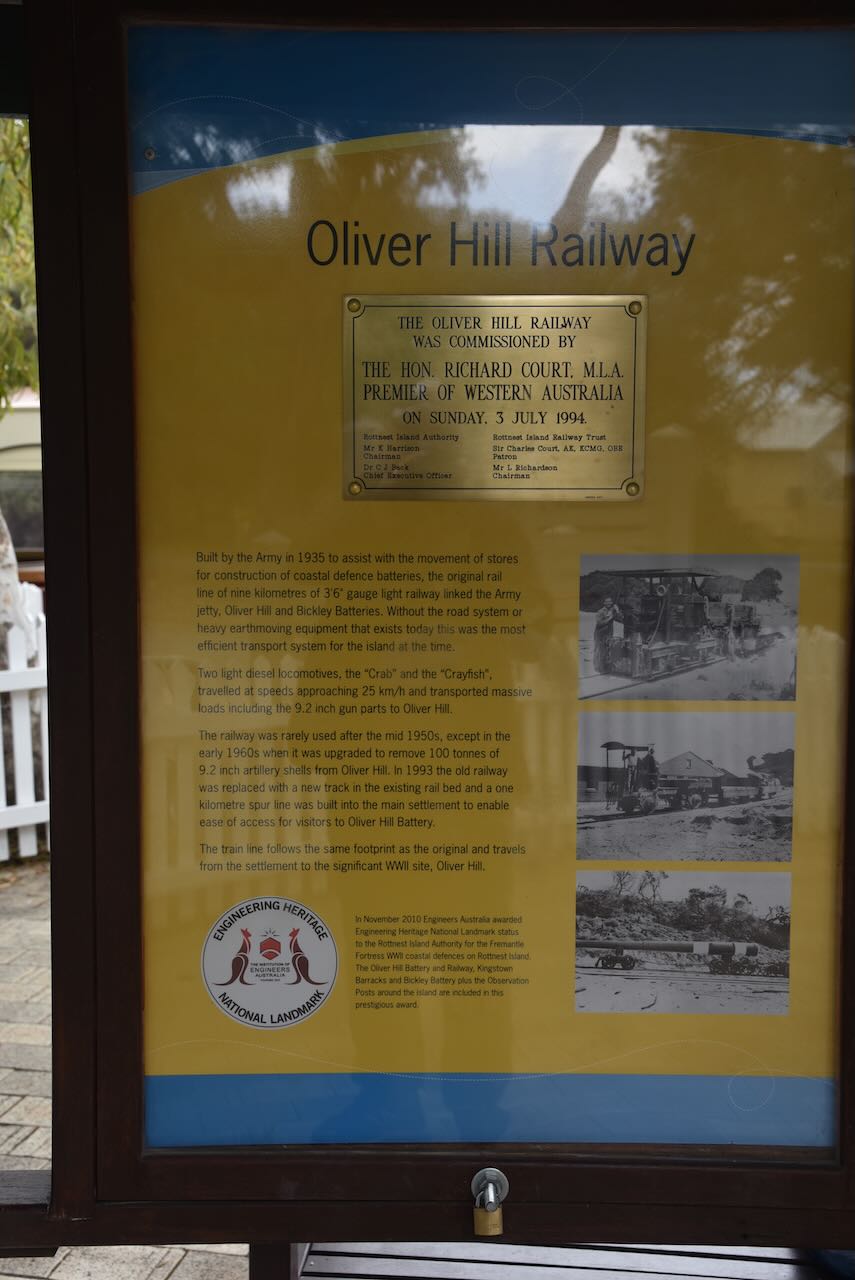 Oliver Hill Railway
THE OLIVER HILL RAILWAY
WAS COMMISSIONED BY
THE HON. RICHARD COURT, M.L.A.
PREMIER OF WESTERN AUSTRALIA
ON SUNDAY, 3 JULY 1994.
Rottnest Island Authority
Mr K Harrison
Chairman
Dr C J Back
Chief Executive Officer
Rottnest Island Railway Trust
Sir Charles Court, AK, KCMG, OBE
Patron
Mr L Richardson
Chairman
Built by the Army in 1935 to assist with the movement of stores
for construction of coastal defence batteries, the original rail
line of nine kilometres of 3'6" gauge light railway linked the Army
jetty, Oliver Hill and Bickley Batteries. Without the road system or
heavy earthmoving equipment that exists today this was the most
efficient transport system for the island at the time.
Two light diesel locomotives, the "Crab" and the "Crayfish",
travelled at speeds approaching 25 km/h and transported massive
loads including the 9.2 inch gun parts to Oliver Hill.
The railway was rarely used after the mid 1950s, except in the
early 1960s when it was upgraded to remove 100 tonnes of
9.2 inch artillery shells from Oliver Hill. In 1993 the old railway
was replaced with a new track in the existing rail bed and a one
kilometre spur line was built into the main settlement to enable
ease of access for visitors to Oliver Hill Battery.
The train line follows the same footprint as the original and travels
from the settlement to the significant WWII site, Oliver Hill.
ENGINEERING HERITAGE
THE INSTITUTION OF
ENGINEERS
AUSTRALIA
NATIONAL LANDMARK
In November 2010 Engineers Australia awarded
Engineering Heritage National Landmark status
to the Rottnest Island Authority for the Fremantle
Fortress WWII coastal defences on Rottnest Island.
The Oliver Hill Battery and Railway, Kingstown
Barracks and Bickley Battery plus the Observation
Posts around the island are included in this
prestigious award.